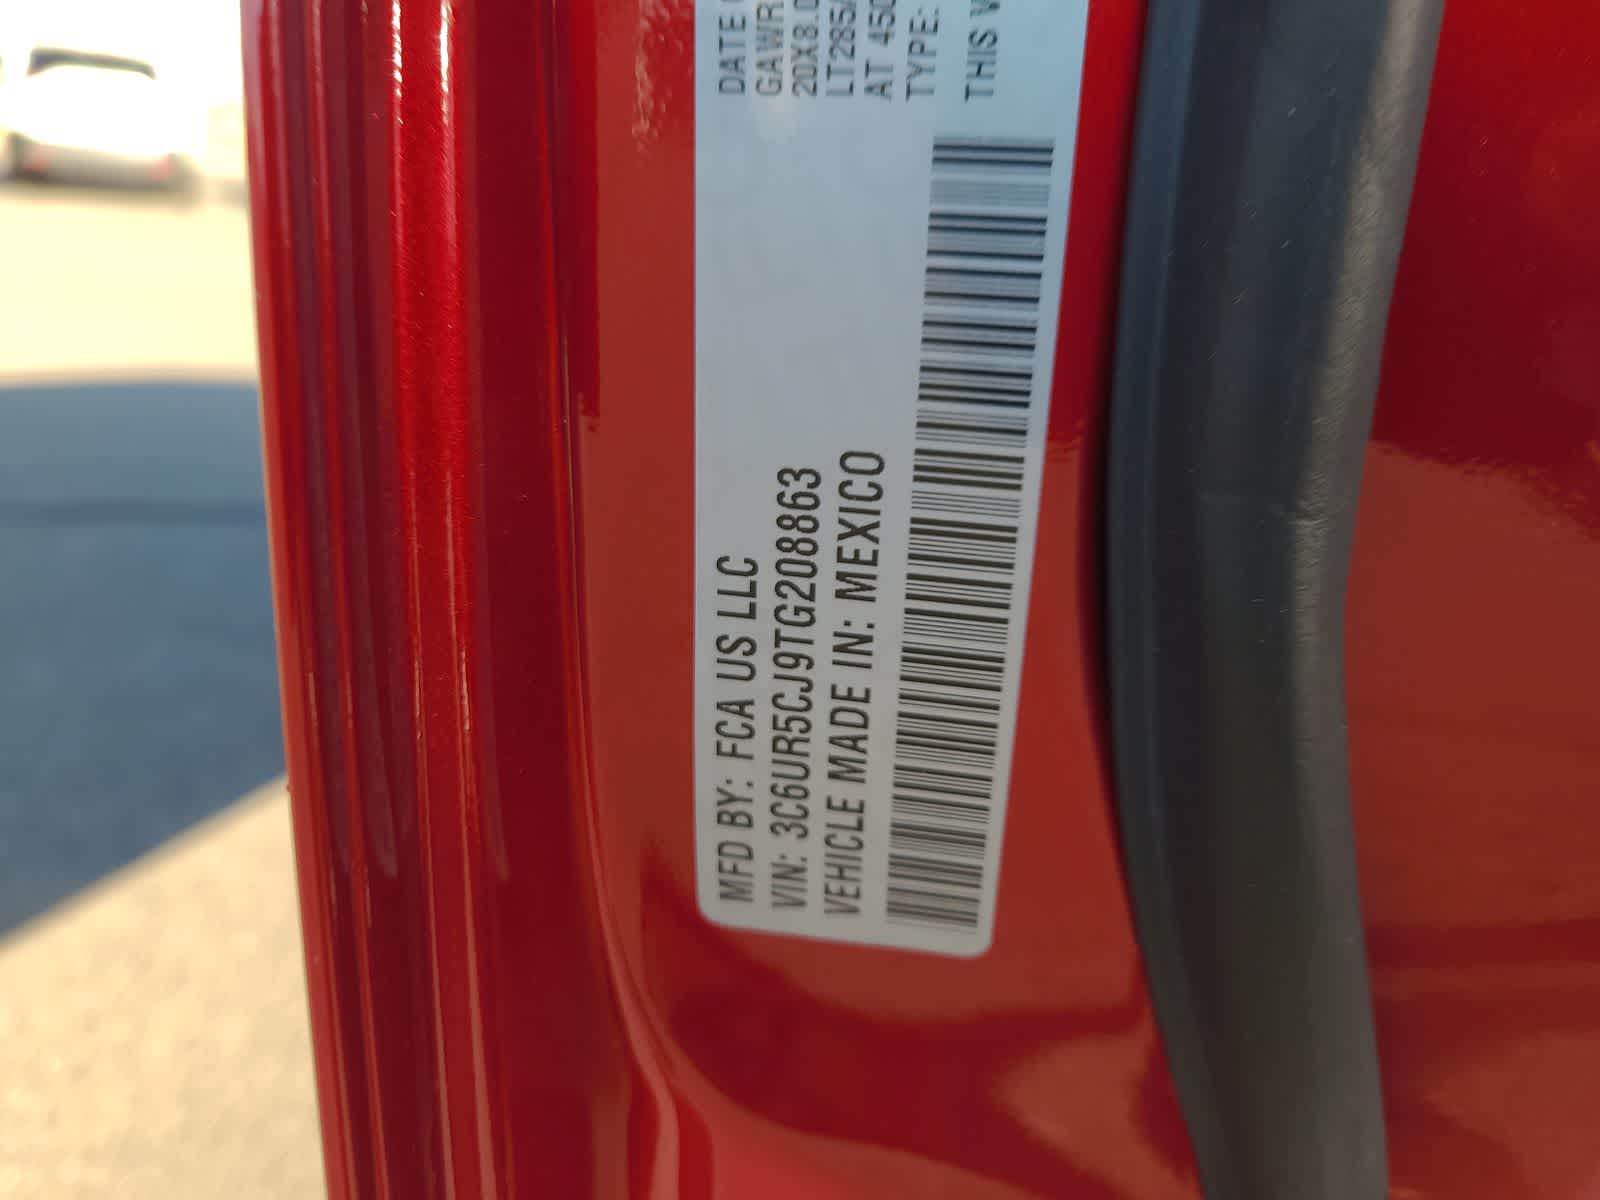 MFD BY: FCA US LLC
VIN: 3C6UR5CJ9TG208863
VEHICLE MADE IN: MEXICO
DATE
GAWR
20X8.0
LT285/
AT 450
TYPE:
THIS